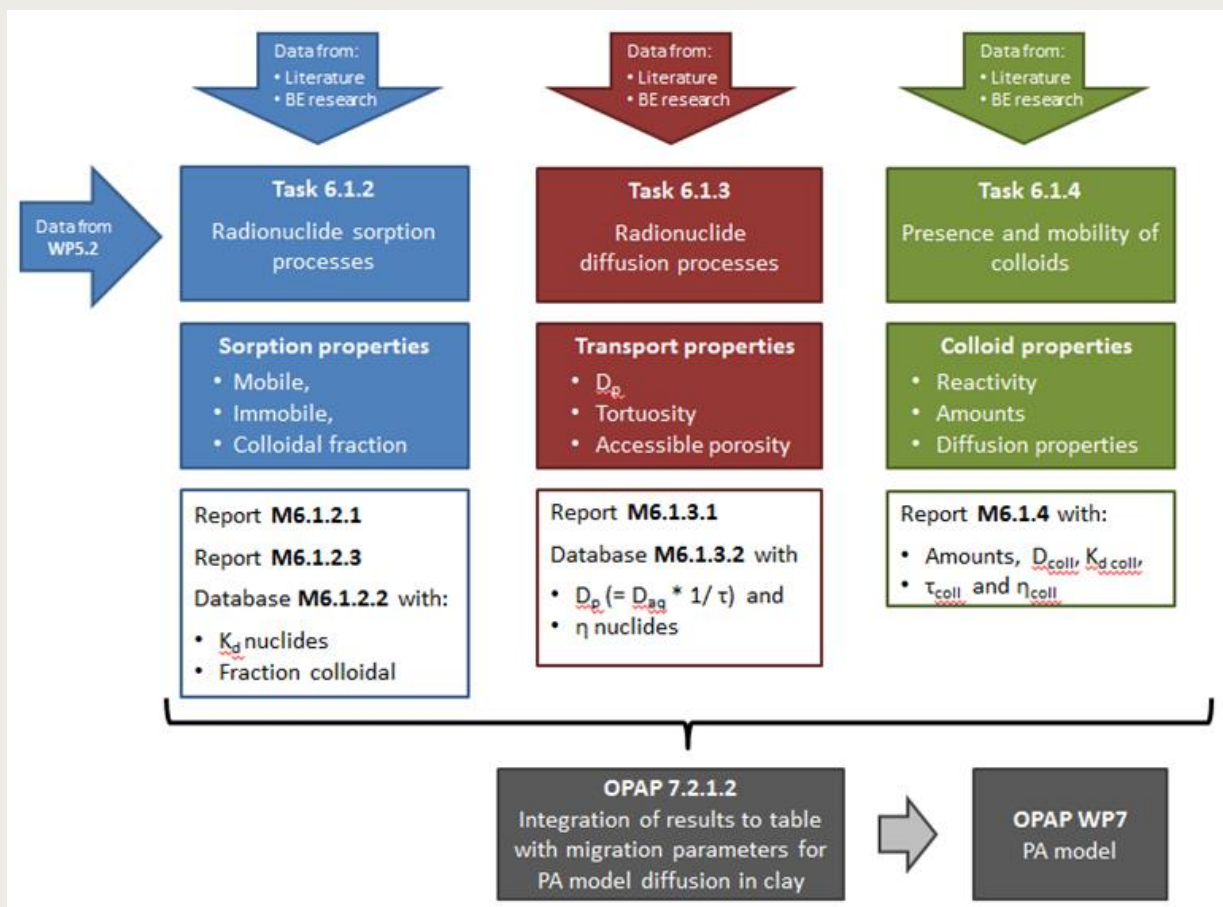 Data from:
• Literature
• BE research
Data from:
• Literature
• BE research
Data from:
• Literature
• BE research
Data from
WP5.2
Task 6.1.2
Radionuclide sorption
processes
Task 6.1.3
Radionuclide
diffusion processes
Task 6.1.4
Presence and mobility of
colloids
Sorption properties
• Mobile,
• Immobile,
• Colloidal fraction
Transport properties
• Dp
• Tortuosity
• Accessible porosity
Colloid properties
• Reactivity
• Amounts
• Diffusion properties
Report M6.1.2.1
Report M6.1.2.3
Database M6.1.2.2 with:
• Kd nuclides
• Fraction colloidal
Report M6.1.3.1
Database M6.1.3.2 with
• Dp (= Daq * 1/ τ) and
• η nuclides
Report M6.1.4 with:
• Amounts, Dcoll, Kd coll,
• τcoll and ηcoll
OPAP 7.2.1.2
Integration of results to table
with migration parameters for
PA model diffusion in clay
OPAP WP7
PA model